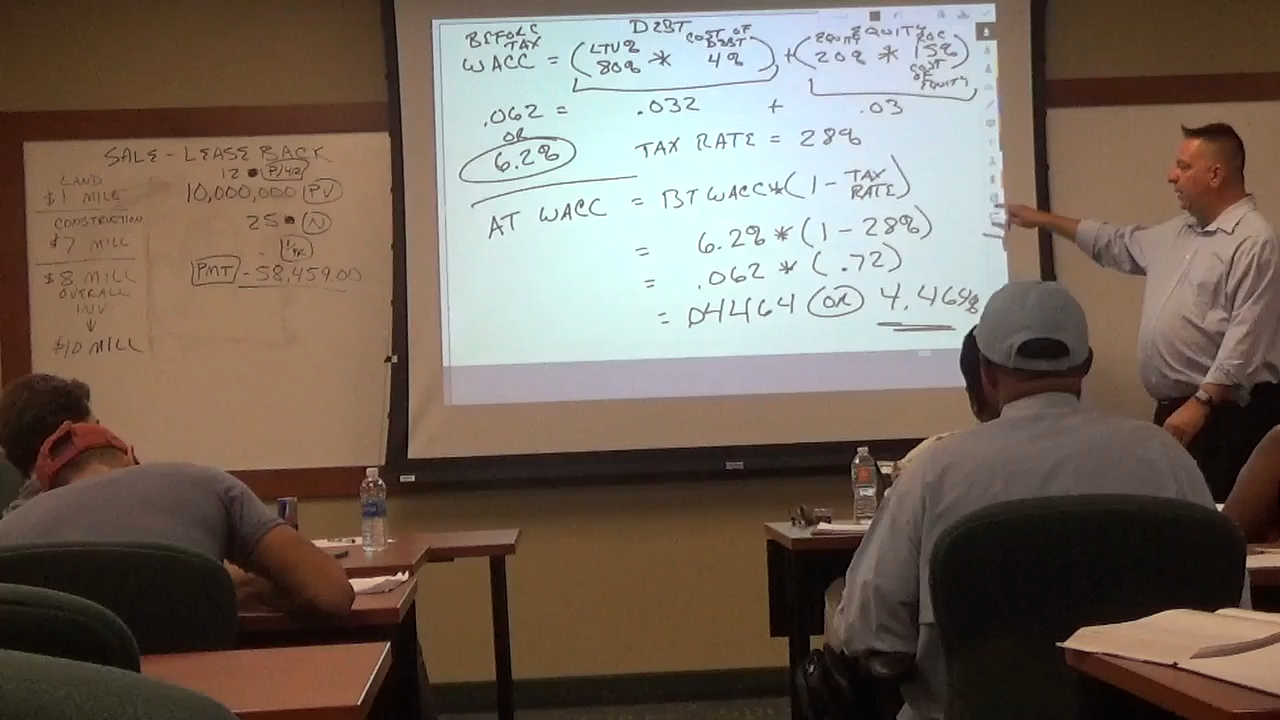 SALE - LEASE BACK
LAND
$1 MILL
CONSTRUCTION
$7 MILL
$8 MILL
OVERALL
INV
$10 MILL
12 P/YR
10,000,000 PV
25 N
I/YR
PMT -58,459.00
BEFORE
TAX
WACC = (LTV% 80% * COST OF DEBT 4%) + (EQUITY 20% * EQUITY ROC 15%)
DEBT
COST OF EQUITY
.062 = .032 + .03
OR
6.2%
TAX RATE = 28%
AT WACC = BT WACC * (1 - TAX RATE)
= 6.2% * (1 - 28%)
= .062 * (.72)
= .04464 OR 4.464%